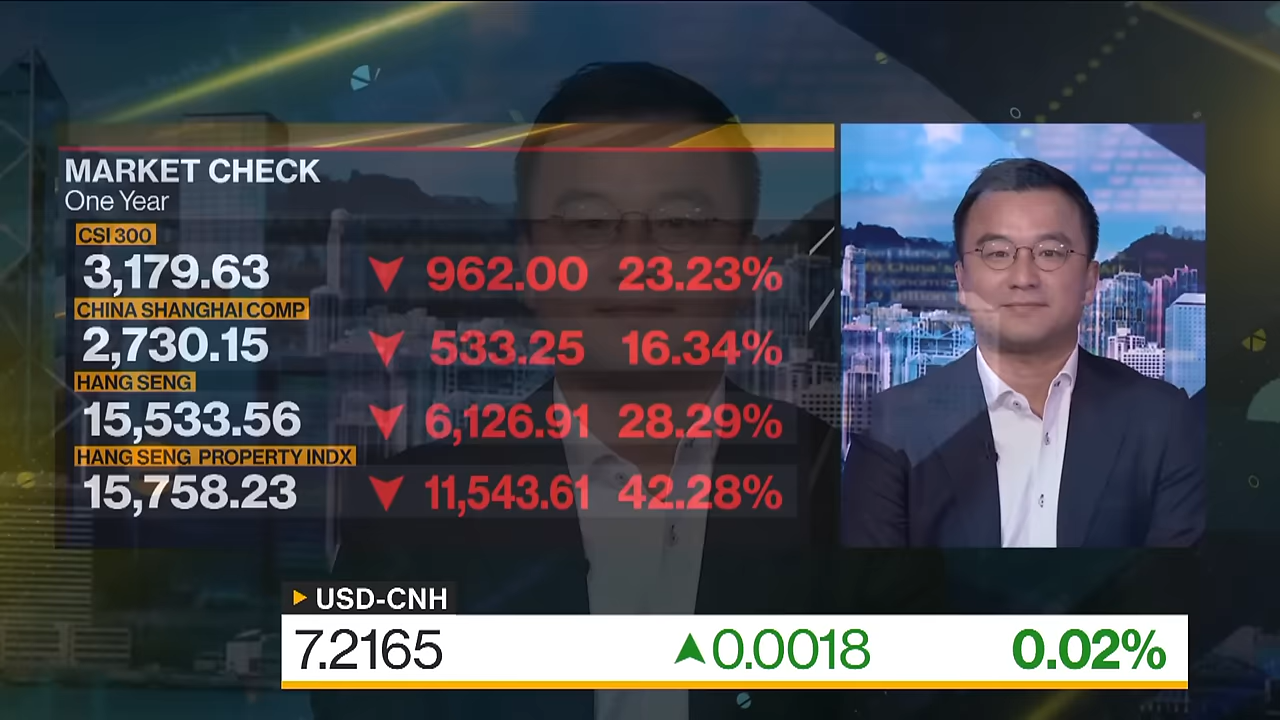 MARKET CHECK
One Year
CSI 300
3,179.63 ▼ 962.00 23.23%
CHINA SHANGHAI COMP
2,730.15 ▼ 533.25 16.34%
HANG SENG
15,533.56 ▼ 6,126.91 28.29%
HANG SENG PROPERTY INDX
15,758.23 ▼ 11,543.61 42.28%
▶ USD-CNH
7.2165 ▲ 0.0018 0.02%